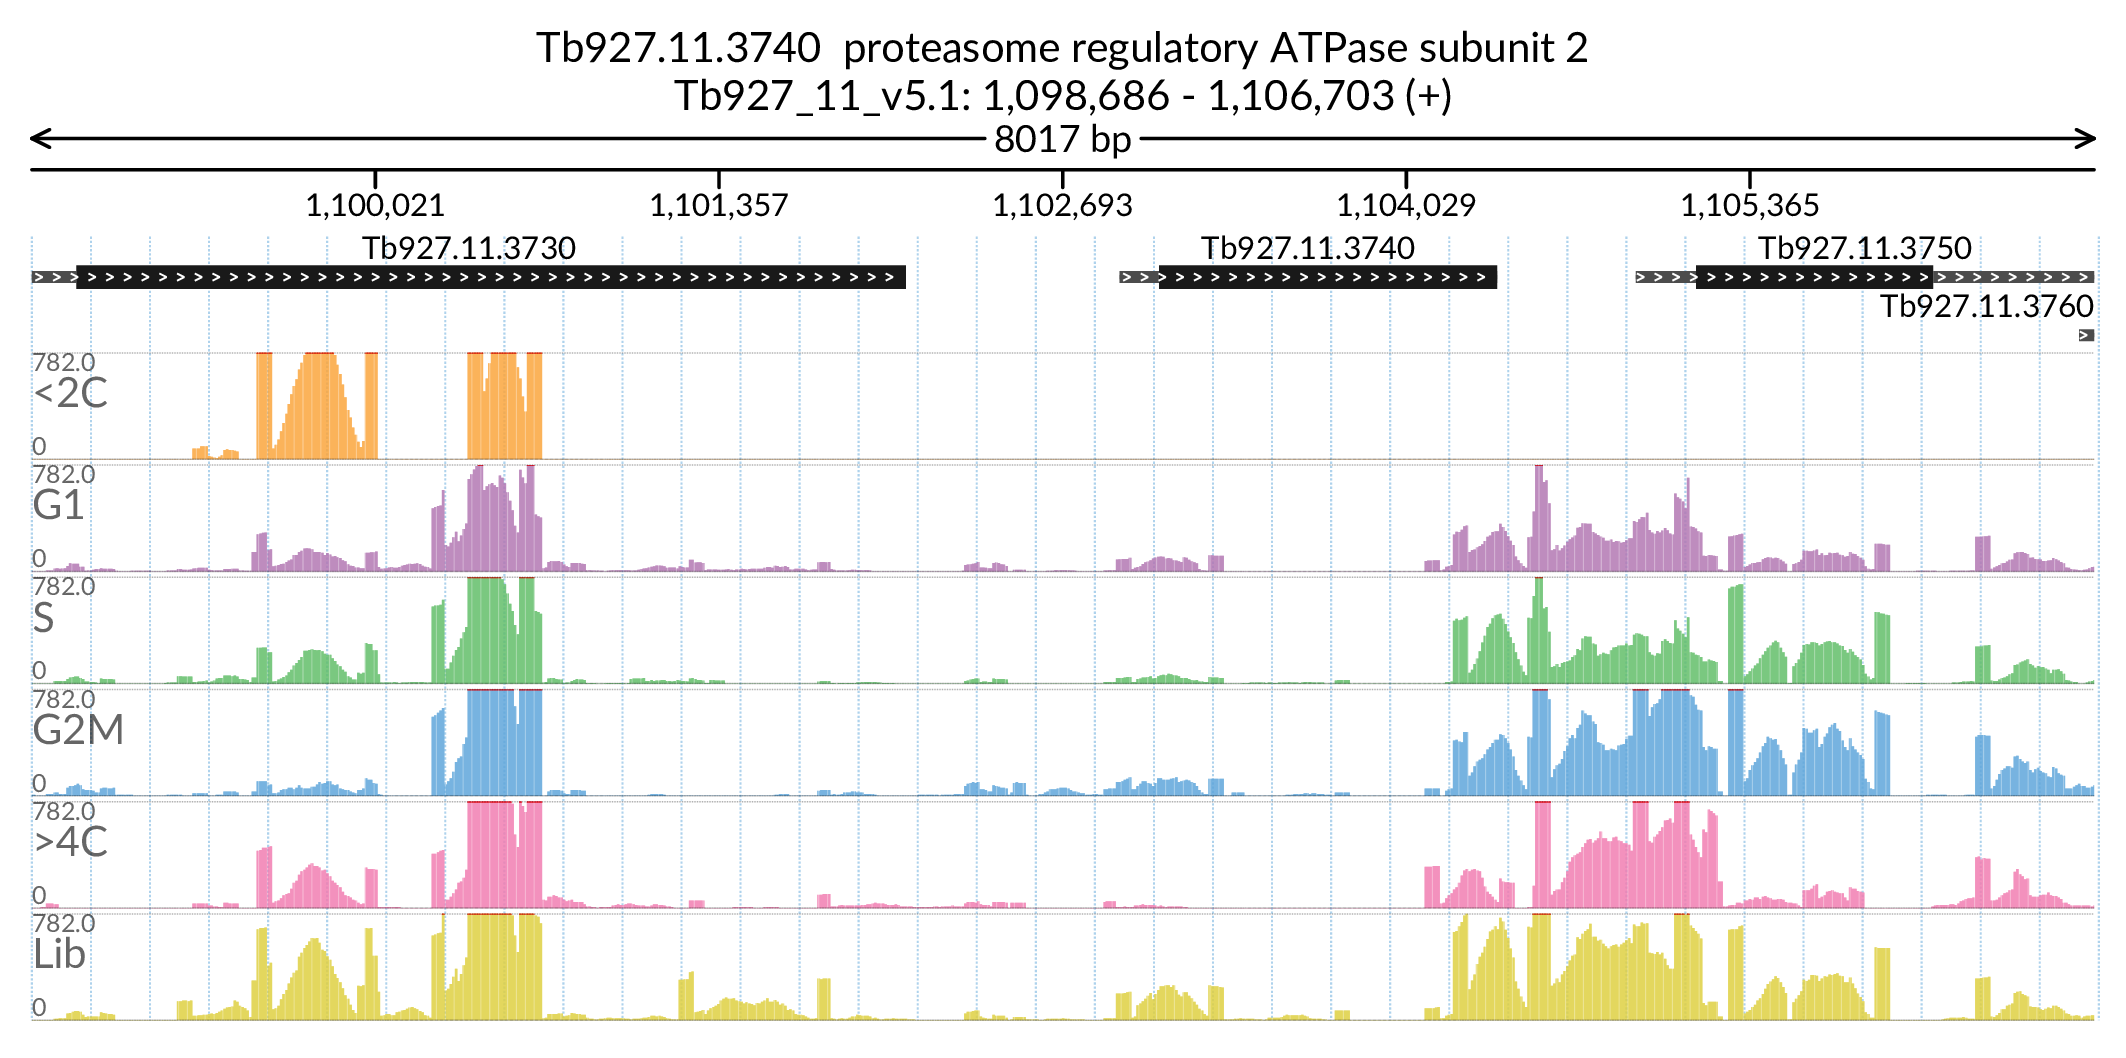 Tb927.11.3740  proteasome regulatory ATPase subunit 2
Tb927_11_v5.1: 1,098,686 - 1,106,703 (+)
8017 bp
1,100,021 1,101,357 1,102,693 1,104,029 1,105,365
Tb927.11.3730 Tb927.11.3740 Tb927.11.3750
Tb927.11.3760
782.0
<2C
0
782.0
G1
0
782.0
S
0
782.0
G2M
0
782.0
>4C
0
782.0
Lib
0